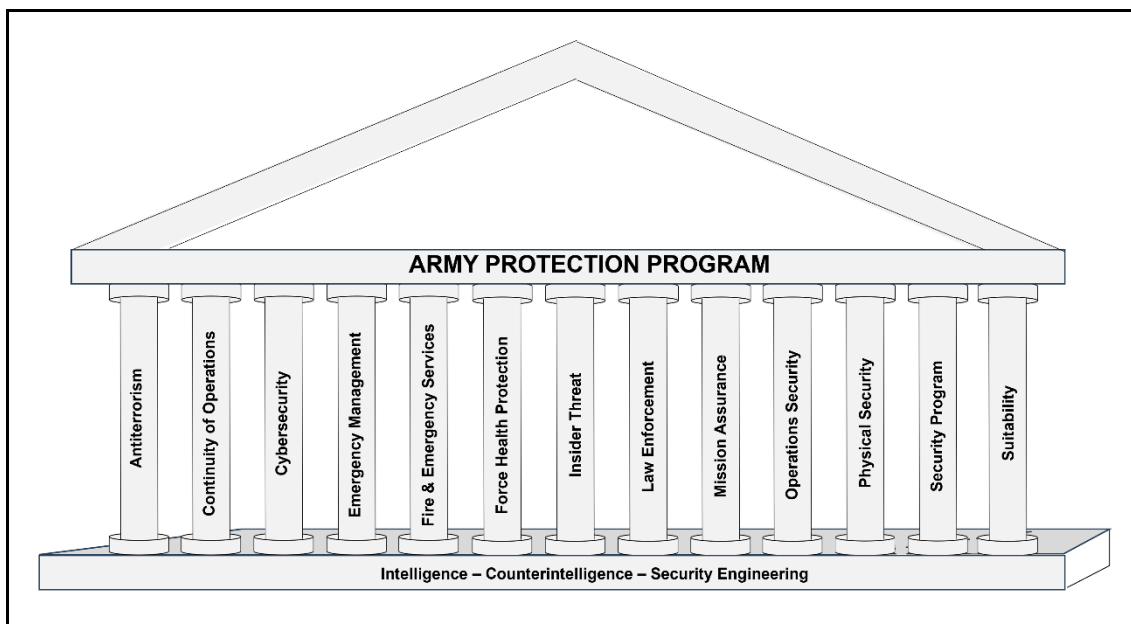 ARMY PROTECTION PROGRAM
Antiterrorism
Continuity of Operations
Cybersecurity
Emergency Management
Fire & Emergency Services
Force Health Protection
Insider Threat
Law Enforcement
Mission Assurance
Operations Security
Physical Security
Security Program
Suitability
Intelligence – Counterintelligence – Security Engineering